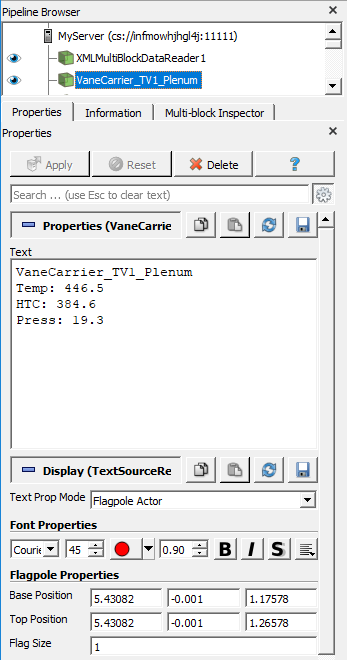 Pipeline Browser
MyServer (cs://infmowhjhgl4j:11111)
XMLMultiBlockDataReader1
VaneCarrier_TV1_Plenum
Properties Information Multi-block Inspector
Properties
Apply Reset Delete ?
Search ... (use Esc to clear text)
Properties (VaneCarrie
Text
VaneCarrier_TV1_Plenum
Temp: 446.5
HTC: 384.6
Press: 19.3
Display (TextSourceRe
Text Prop Mode Flagpole Actor
Font Properties
Courie 45 0.90 B I S
Flagpole Properties
Base Position 5.43082 -0.001 1.17578
Top Position 5.43082 -0.001 1.26578
Flag Size 1